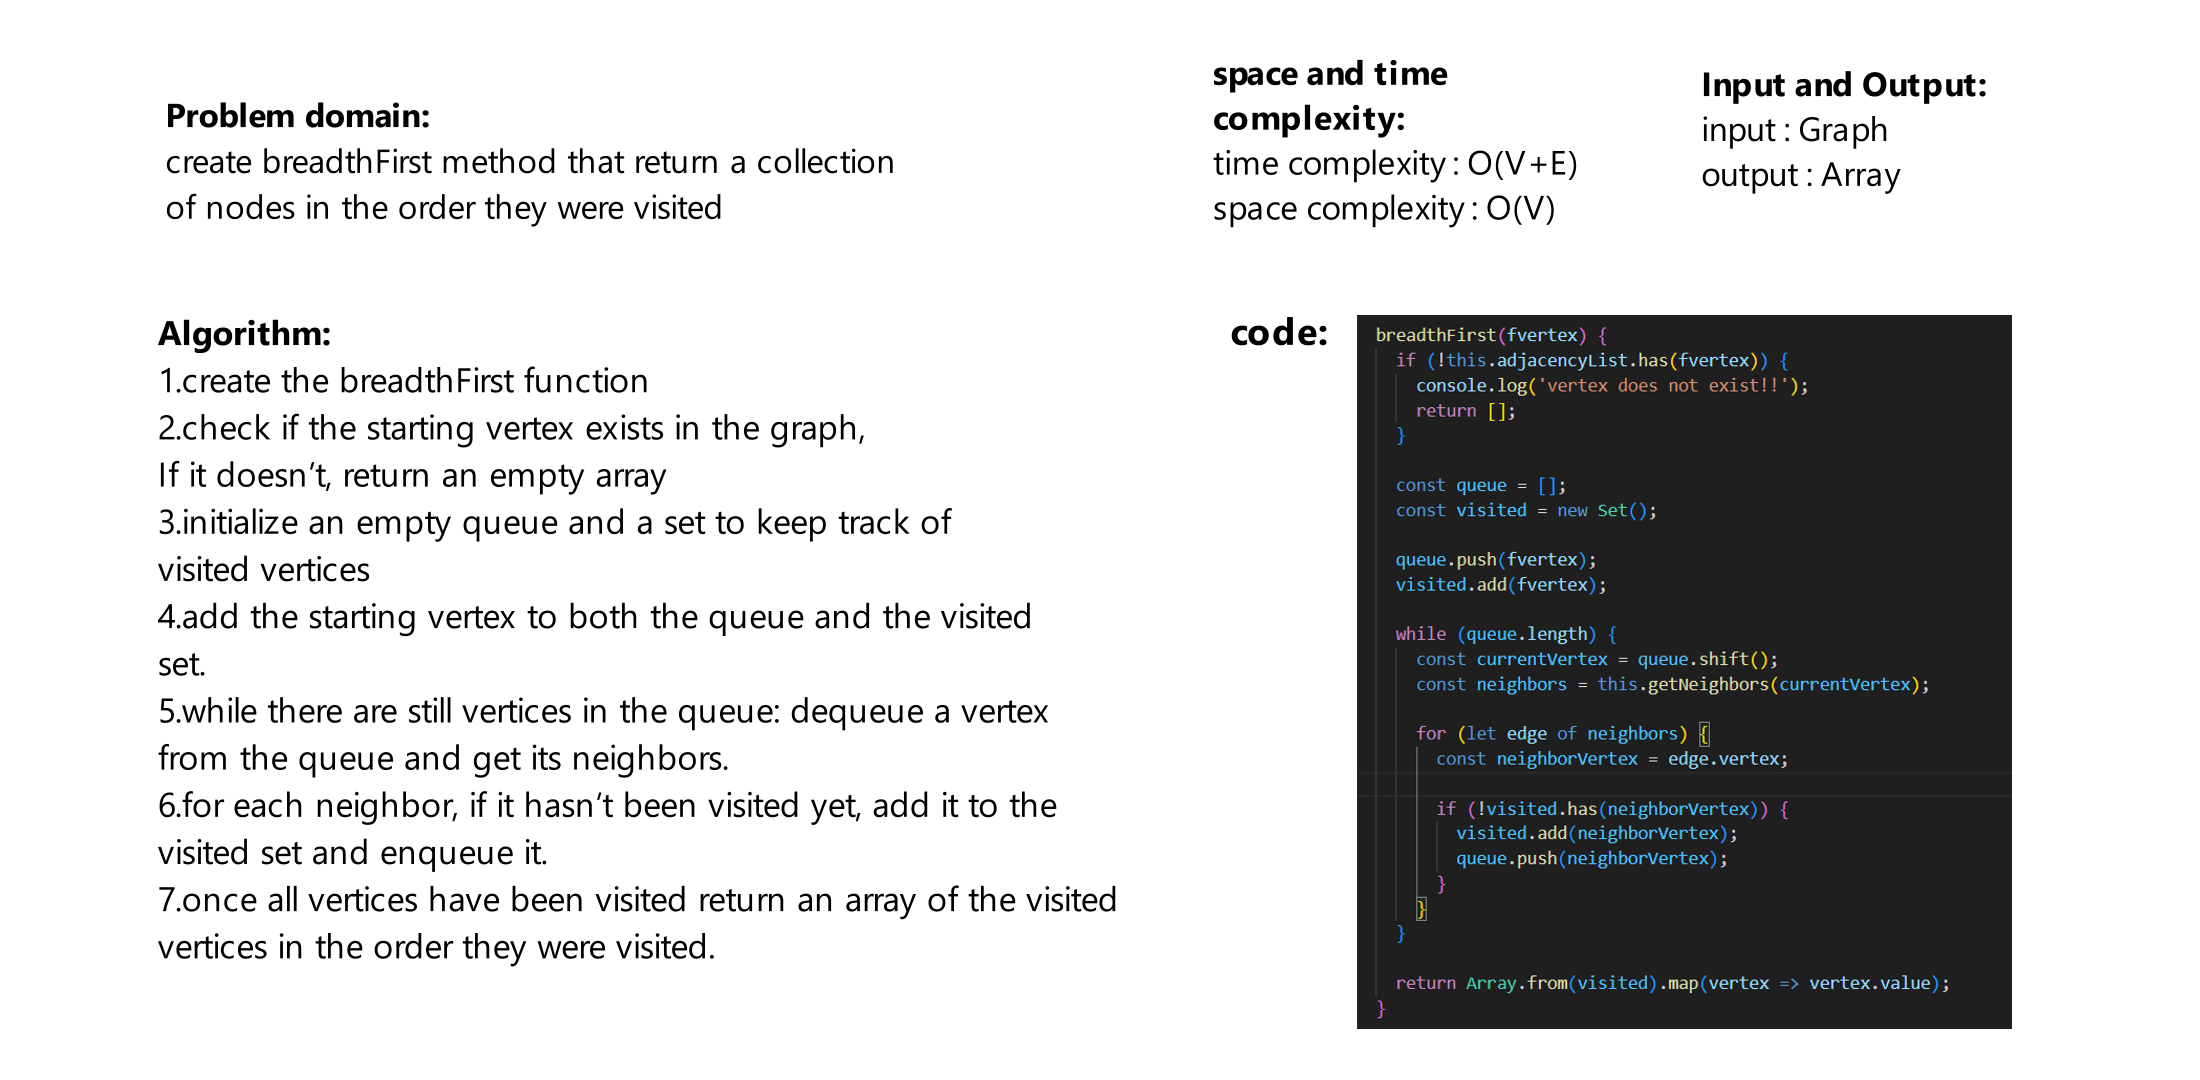 Problem domain:
create breadthFirst method that return a collection
of nodes in the order they were visited
space and time
complexity:
time complexity : O(V+E)
space complexity : O(V)
Input and Output:
input : Graph
output : Array
Algorithm:
1.create the breadthFirst function
2.check if the starting vertex exists in the graph,
If it doesn't, return an empty array
3.initialize an empty queue and a set to keep track of
visited vertices
4.add the starting vertex to both the queue and the visited
set.
5.while there are still vertices in the queue: dequeue a vertex
from the queue and get its neighbors.
6.for each neighbor, if it hasn't been visited yet, add it to the
visited set and enqueue it.
7.once all vertices have been visited return an array of the visited
vertices in the order they were visited.
code:
breadthFirst(fvertex) {
if (!this.adjacencyList.has(fvertex)) {
console.log('vertex does not exist!!');
return [];
}
const queue = [];
const visited = new Set();
queue.push(fvertex);
visited.add(fvertex);
while (queue.length) {
const currentVertex = queue.shift();
const neighbors = this.getNeighbors(currentVertex);
for (let edge of neighbors) {
const neighborVertex = edge.vertex;
if (!visited.has(neighborVertex)) {
visited.add(neighborVertex);
queue.push(neighborVertex);
}
}
}
return Array.from(visited).map(vertex => vertex.value);
}